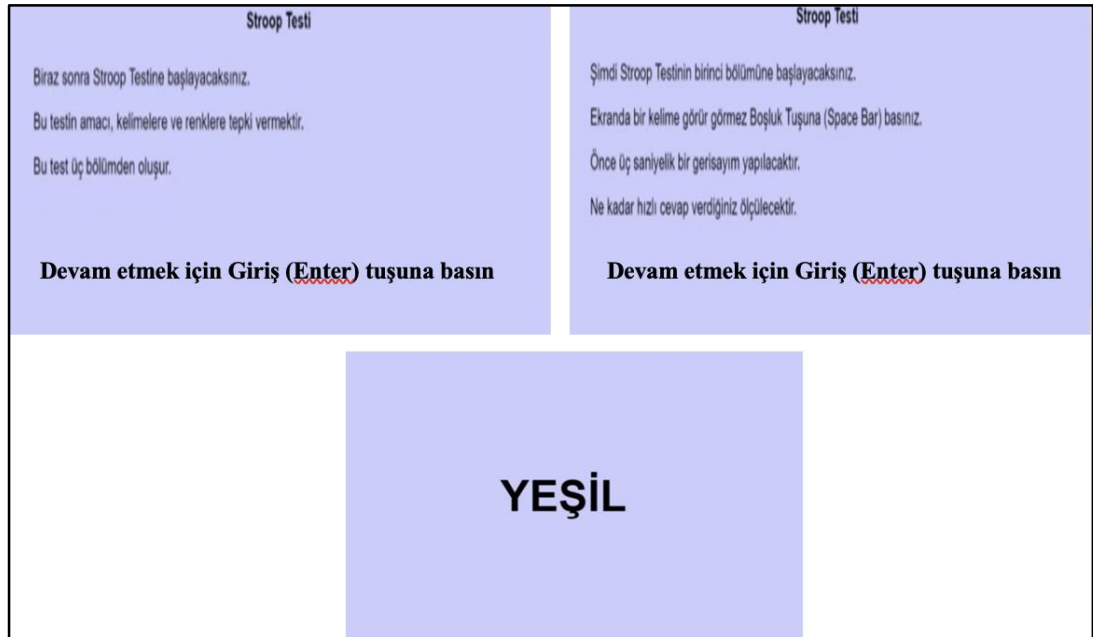 Stroop Testi
Biraz sonra Stroop Testine başlayacaksınız.
Bu testin amacı, kelimelere ve renklere tepki vermektir.
Bu test üç bölümden oluşur.
Devam etmek için Giriş (Enter) tuşuna basın
Stroop Testi
Şimdi Stroop Testinin birinci bölümüne başlayacaksınız.
Ekranda bir kelime görür görmez Boşluk Tuşuna (Space Bar) basınız.
Önce üç saniyelik bir gerisayım yapılacaktır.
Ne kadar hızlı cevap verdiğiniz ölçülecektir.
Devam etmek için Giriş (Enter) tuşuna basın
YEŞİL